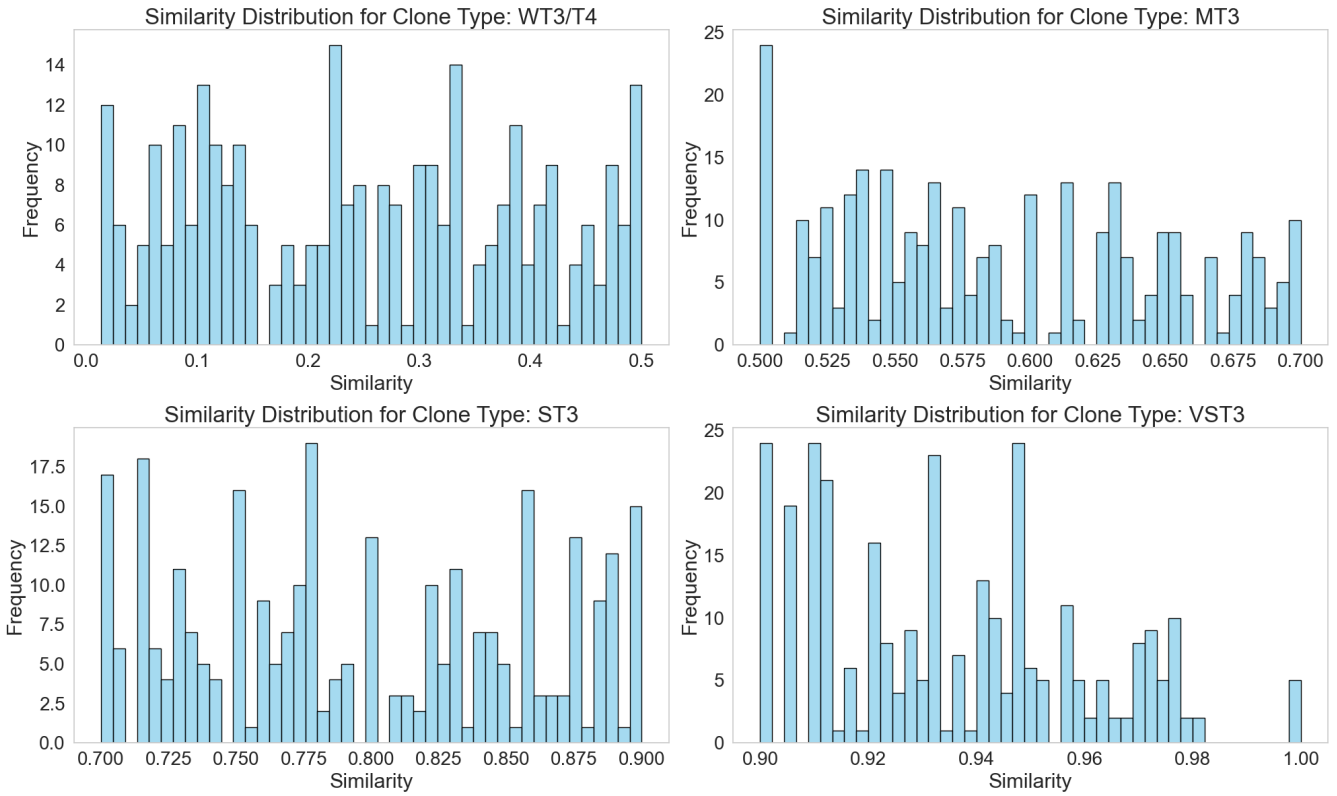 Similarity Distribution for Clone Type: WT3/T4
Frequency
14
12
10
8
6
4
2
0
0.0 0.1 0.2 0.3 0.4 0.5
Similarity
Similarity Distribution for Clone Type: MT3
Frequency
25
20
15
10
5
0
0.500 0.525 0.550 0.575 0.600 0.625 0.650 0.675 0.700
Similarity
Similarity Distribution for Clone Type: ST3
Frequency
17.5
15.0
12.5
10.0
7.5
5.0
2.5
0.0
0.700 0.725 0.750 0.775 0.800 0.825 0.850 0.875 0.900
Similarity
Similarity Distribution for Clone Type: VST3
Frequency
25
20
15
10
5
0
0.90 0.92 0.94 0.96 0.98 1.00
Similarity